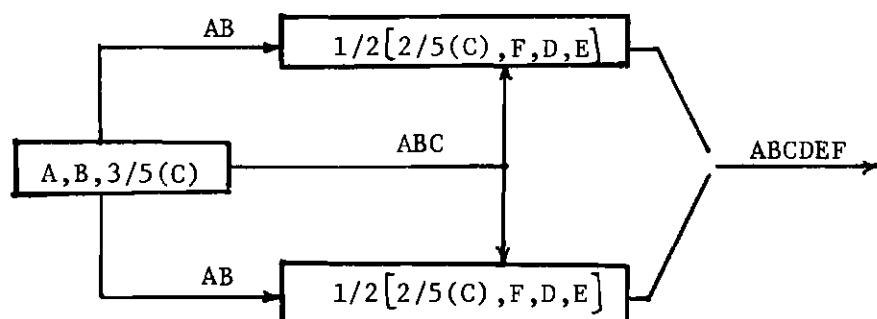 AB
1/2[2/5(C),F,D,E]
A,B,3/5(C)
ABC
ABCDEF
AB
1/2[2/5(C),F,D,E]